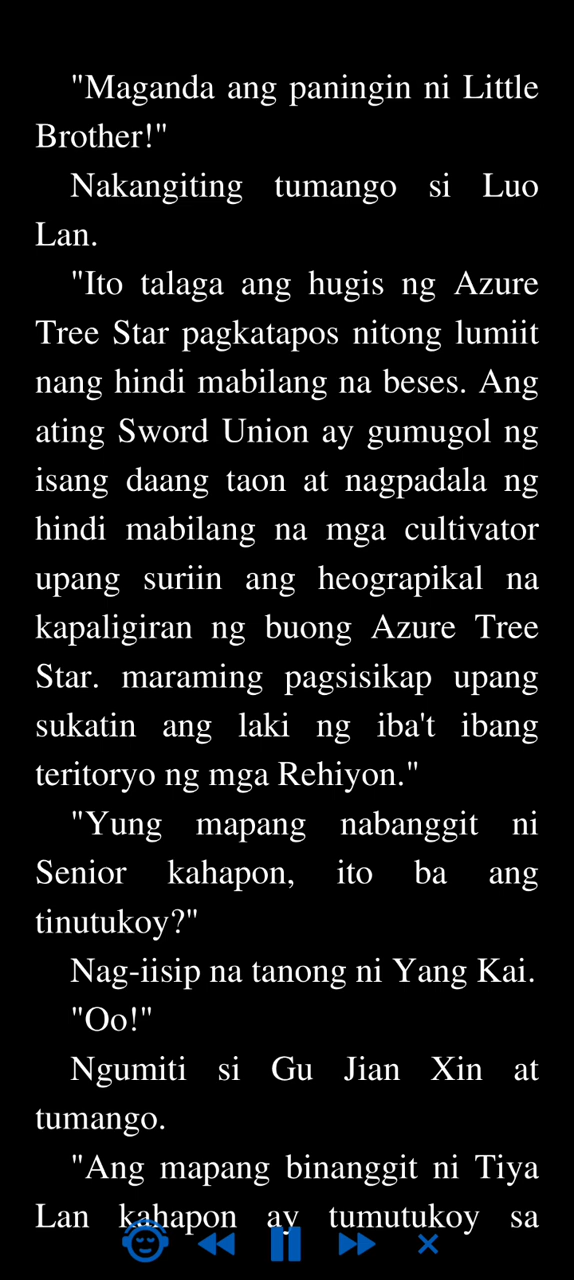 "Maganda ang paningin ni Little
Brother!"
Nakangiting tumango si Luo
Lan.
"Ito talaga ang hugis ng Azure
Tree Star pagkatapos nitong lumiit
nang hindi mabilang na beses. Ang
ating Sword Union ay gumugol ng
isang daang taon at nagpadala ng
hindi mabilang na mga cultivator
upang suriin ang heograpikal na
kapaligiran ng buong Azure Tree
Star. maraming pagsisikap upang
sukatin ang laki ng iba't ibang
teritoryo ng mga Rehiyon."
"Yung mapang nabanggit ni
Senior kahapon, ito ba ang
tinutukoy?"
Nag-iisip na tanong ni Yang Kai.
"Oo!"
Ngumiti si Gu Jian Xin at
tumango.
"Ang mapang binanggit ni Tiya
Lan kahapon ay tumutukoy sa